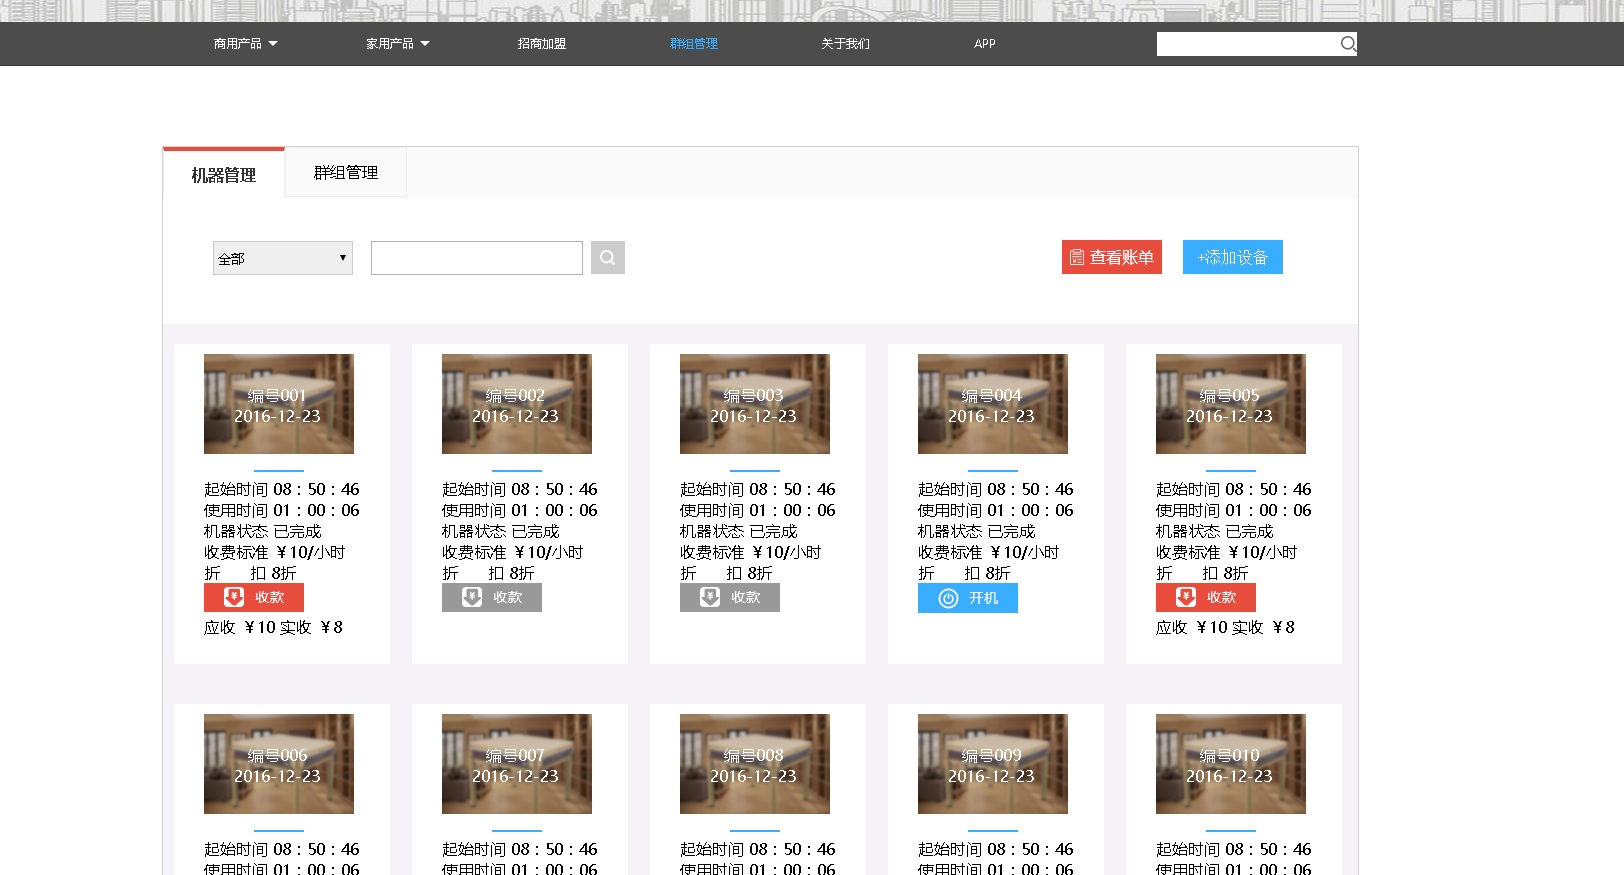 商用产品 家用产品 招商加盟 群组管理 关于我们 APP
机器管理 群组管理
全部 查看账单 +添加设备
编号001 编号002 编号003 编号004 编号005
2016-12-23 2016-12-23 2016-12-23 2016-12-23 2016-12-23
起始时间 08：50：46 起始时间 08：50：46 起始时间 08：50：46 起始时间 08：50：46 起始时间 08：50：46
使用时间 01：00：06 使用时间 01：00：06 使用时间 01：00：06 使用时间 01：00：06 使用时间 01：00：06
机器状态 已完成 机器状态 已完成 机器状态 已完成 机器状态 已完成 机器状态 已完成
收费标准 ￥10/小时 收费标准 ￥10/小时 收费标准 ￥10/小时 收费标准 ￥10/小时 收费标准 ￥10/小时
折 扣 8折 折 扣 8折 折 扣 8折 折 扣 8折 折 扣 8折
收款 收款 收款 开机 收款
应收 ￥10 实收 ￥8 应收 ￥10 实收 ￥8
编号006 编号007 编号008 编号009 编号010
2016-12-23 2016-12-23 2016-12-23 2016-12-23 2016-12-23
起始时间 08：50：46 起始时间 08：50：46 起始时间 08：50：46 起始时间 08：50：46 起始时间 08：50：46
使用时间 01：00：06 使用时间 01：00：06 使用时间 01：00：06 使用时间 01：00：06 使用时间 01：00：06